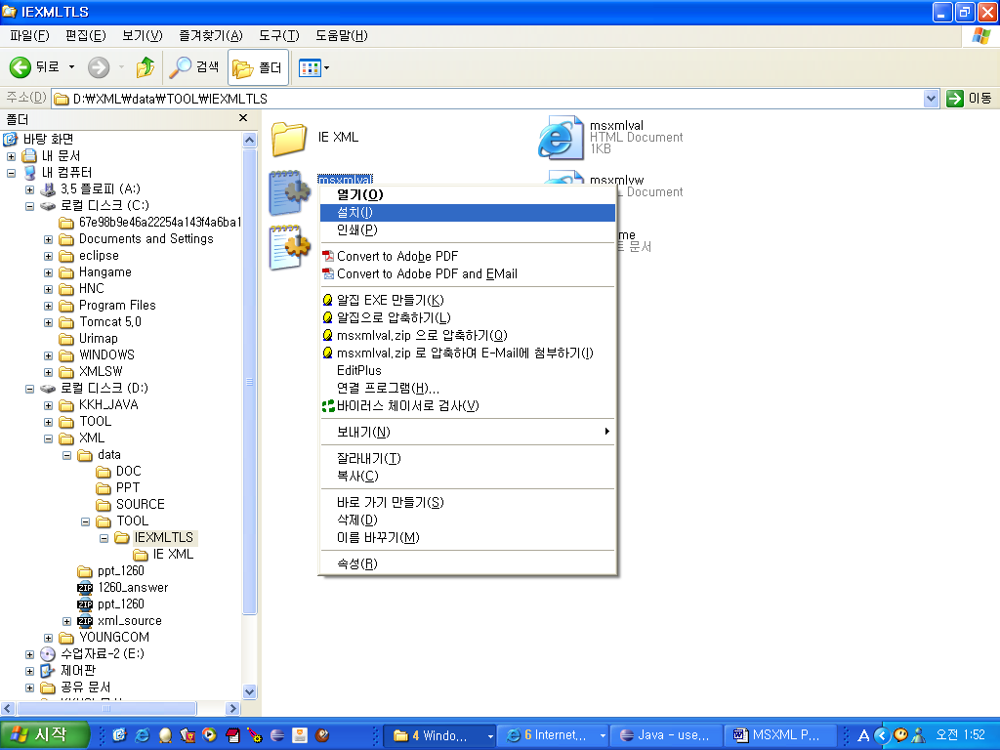 IEXMLTLS
파일(F) 편집(E) 보기(V) 즐겨찾기(A) 도구(T) 도움말(H)
뒤로 검색 폴더
주소(D) D:\XML\data\TOOL\IEXMLTLS 이동
폴더
바탕 화면
내 문서
내 컴퓨터
3,5 플로피 (A:)
로컬 디스크 (C:)
67e98b9e46a22254a143f4a6ba1
Documents and Settings
eclipse
Hangame
HNC
Program Files
Tomcat 5,0
Urimap
WINDOWS
XMLSW
로컬 디스크 (D:)
KKH_JAVA
TOOL
XML
data
DOC
PPT
SOURCE
TOOL
IEXMLTLS
IE XML
ppt_1260
1260_answer
ppt_1260
xml_source
YOUNGCOM
수업자료-2 (E:)
제어판
공유 문서
IE XML
msxmlval
HTML Document
1KB
msxmlval
msxmlvw
Document
me
트 문서
열기(O)
설치(I)
인쇄(P)
Convert to Adobe PDF
Convert to Adobe PDF and EMail
알집 EXE 만들기(K)
알집으로 압축하기(L)
msxmlval.zip 으로 압축하기(Q)
msxmlval.zip 로 압축하여 E-Mail에 첨부하기(J)
EditPlus
연결 프로그램(H)...
바이러스 체이서로 검사(V)
보내기(N)
잘라내기(T)
복사(C)
바로 가기 만들기(S)
삭제(D)
이름 바꾸기(M)
속성(R)
시작 4 Windo... 6 Internet... Java - use... MSXML P... A 오전 1:52